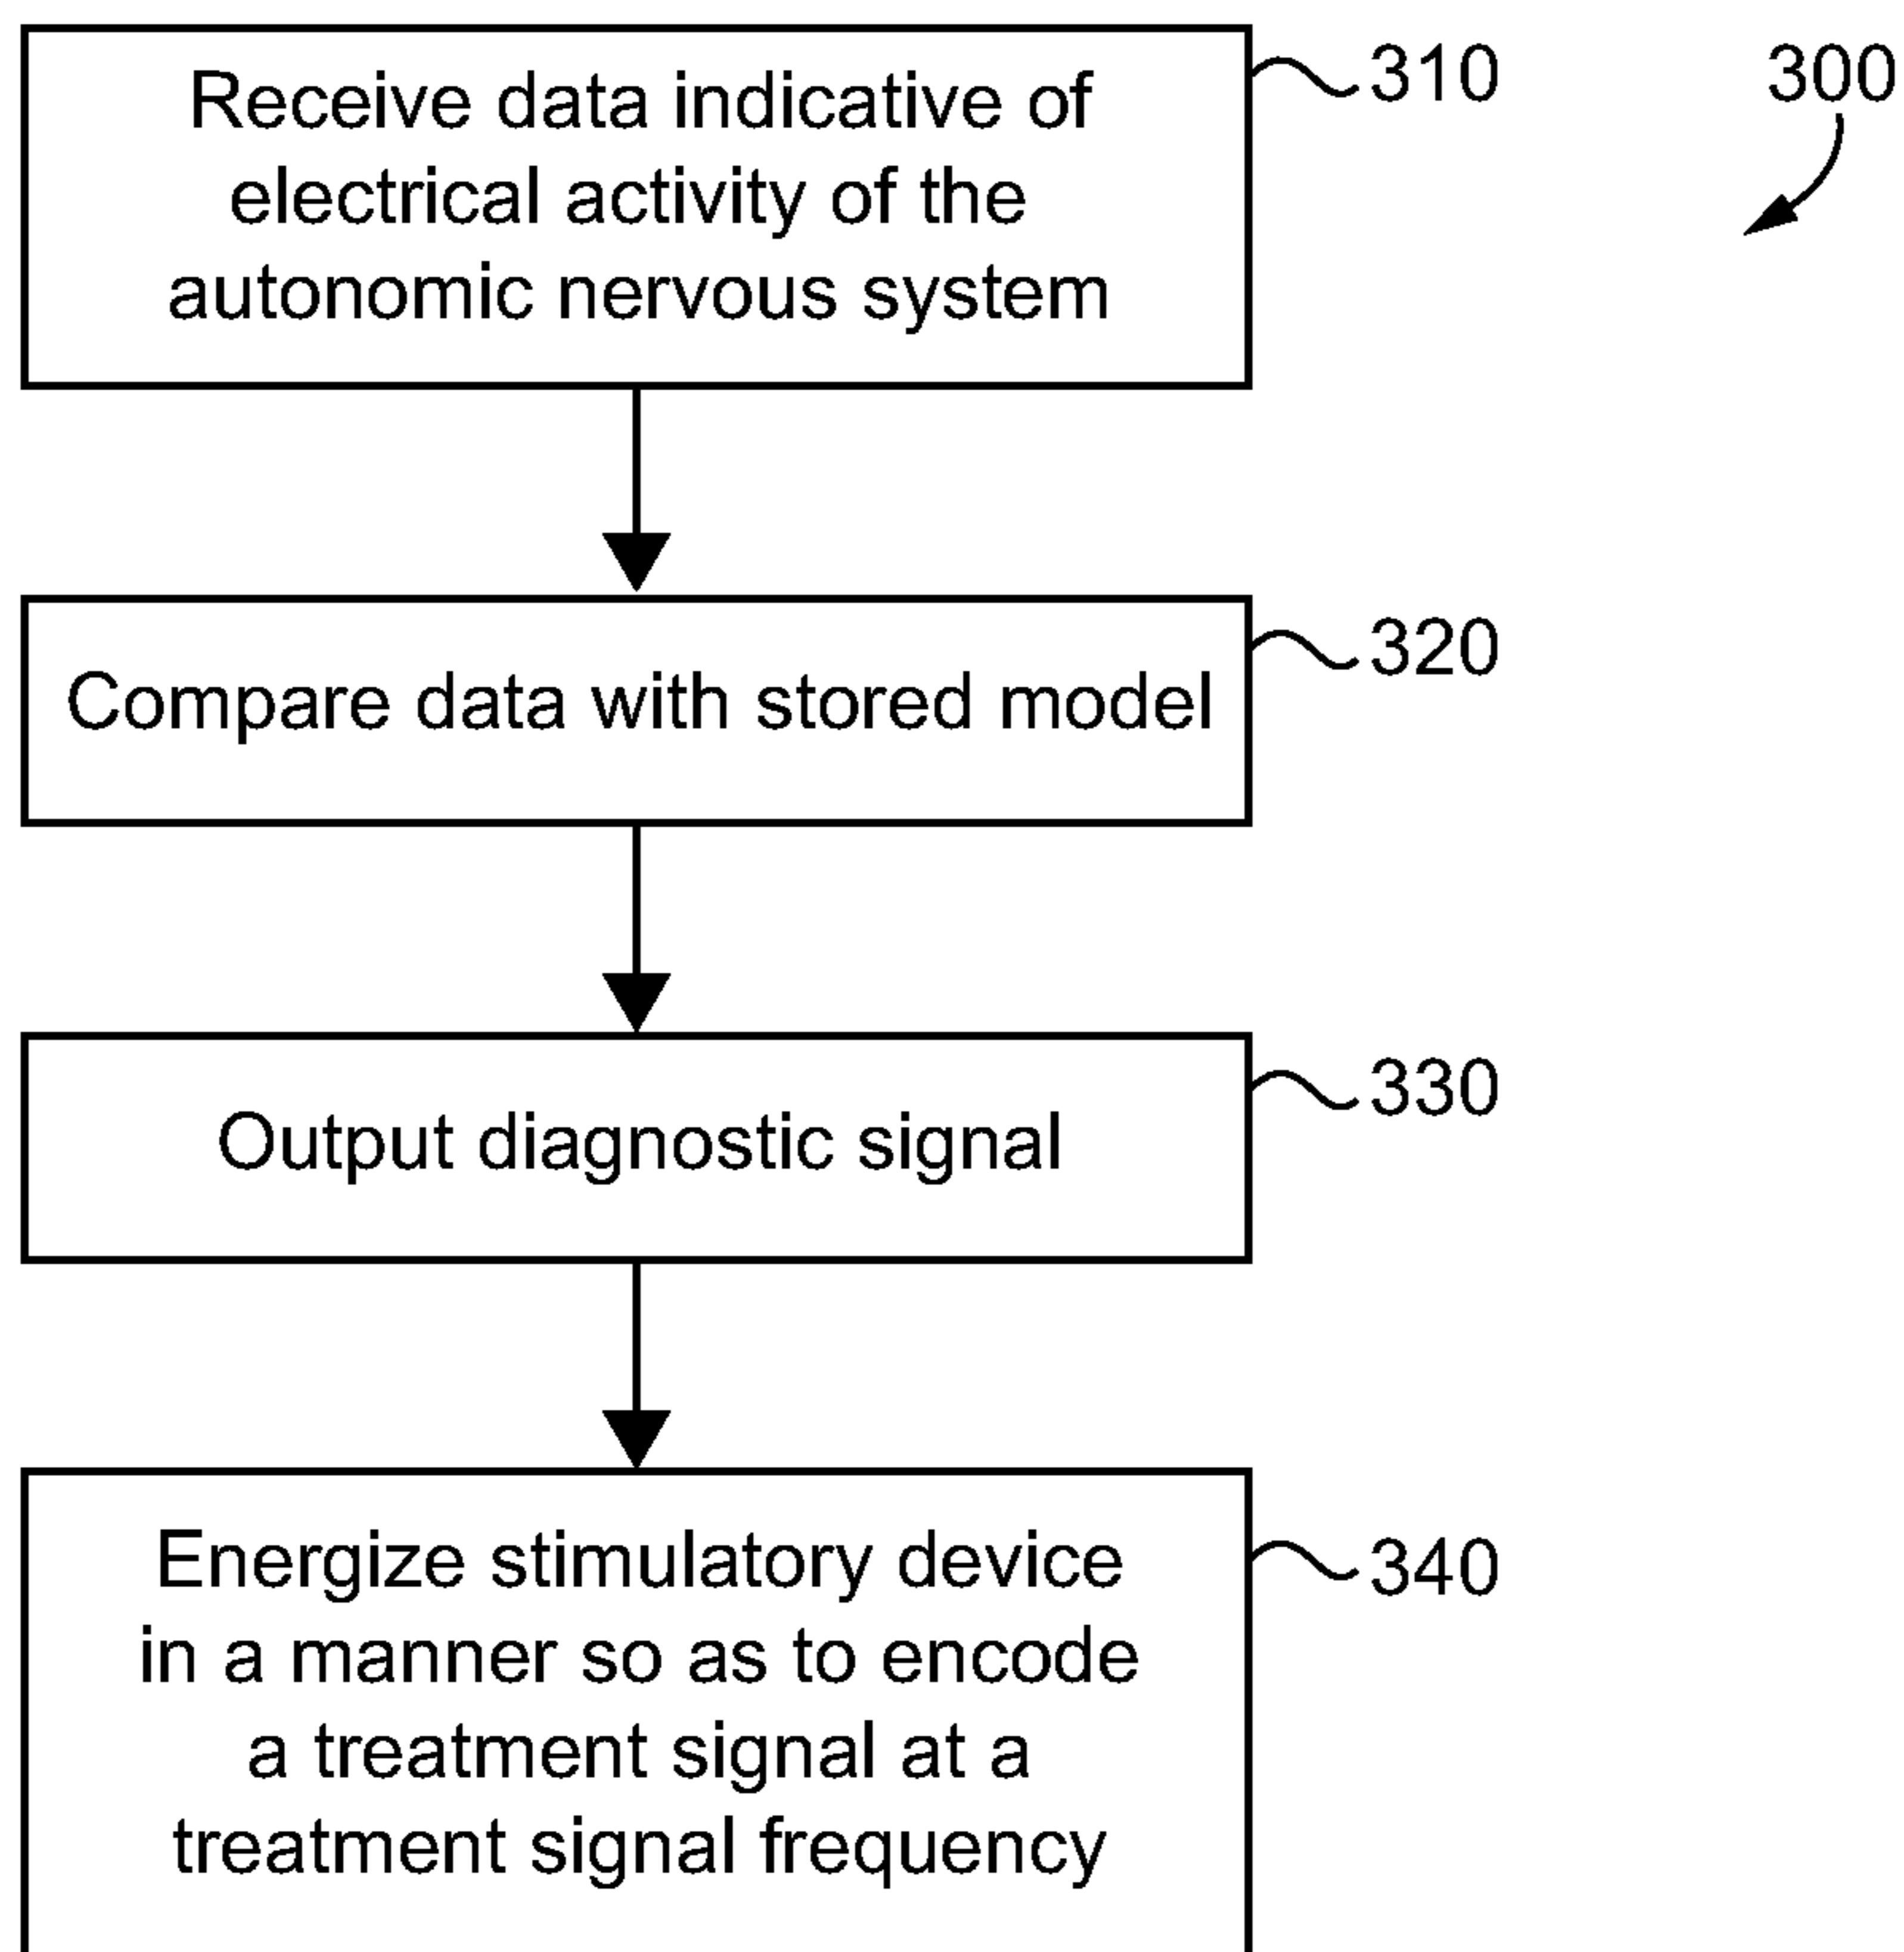 Receive data indicative of
electrical activity of the
autonomic nervous system
310
300
Compare data with stored model
320
Output diagnostic signal
330
Energize stimulatory device
in a manner so as to encode
a treatment signal at a
treatment signal frequency
340